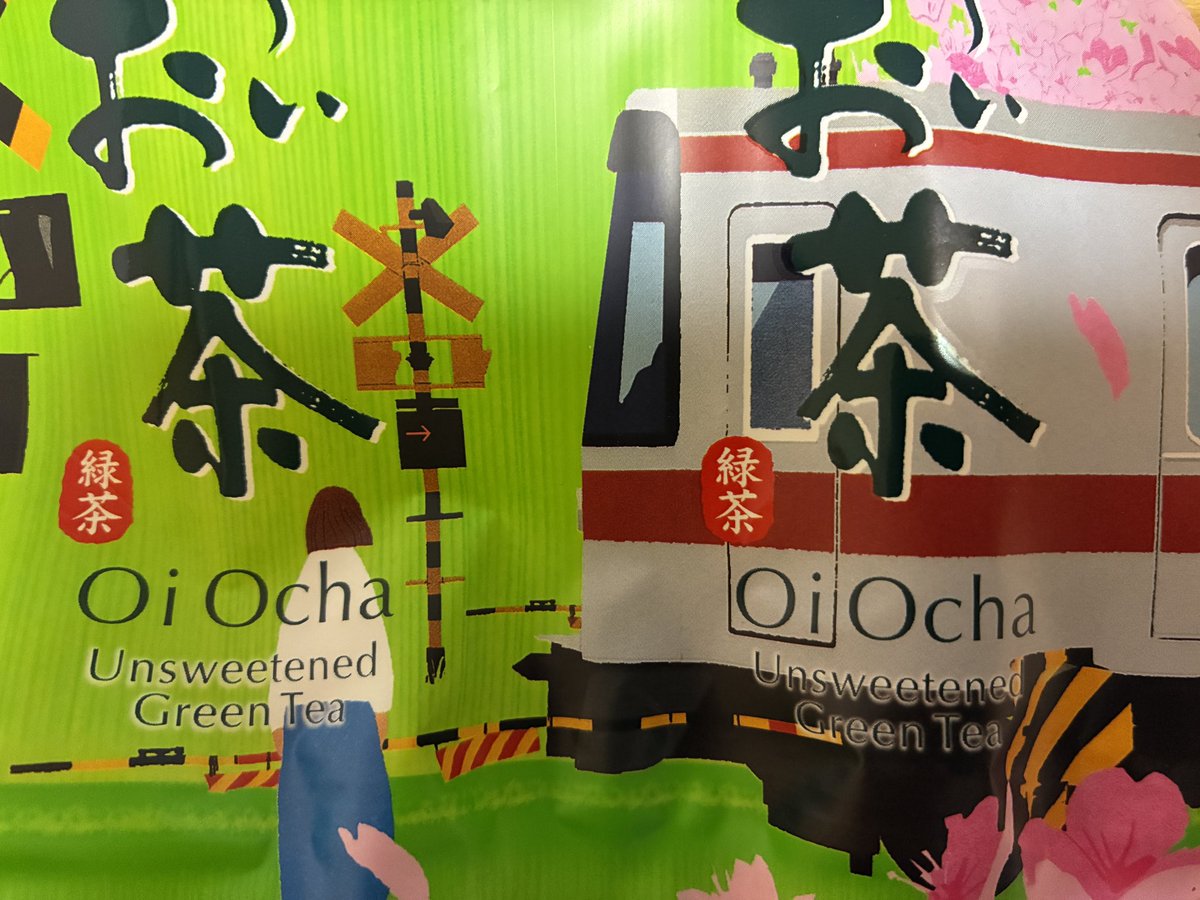 い
お茶
緑茶
Oi Ocha
Unsweetened
Green Tea
い
お茶
緑茶
Oi Ocha
Unsweetened
Green Tea